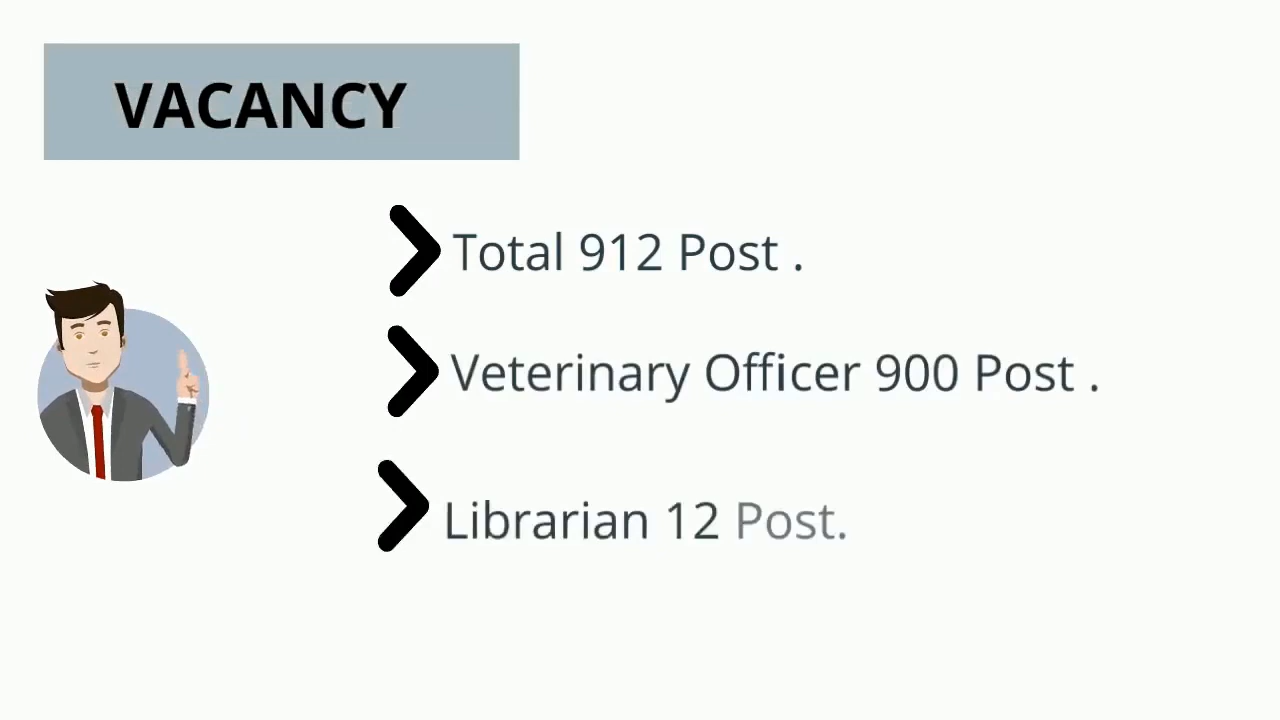 VACANCY
Total 912 Post .
Veterinary Officer 900 Post .
Librarian 12 Post.